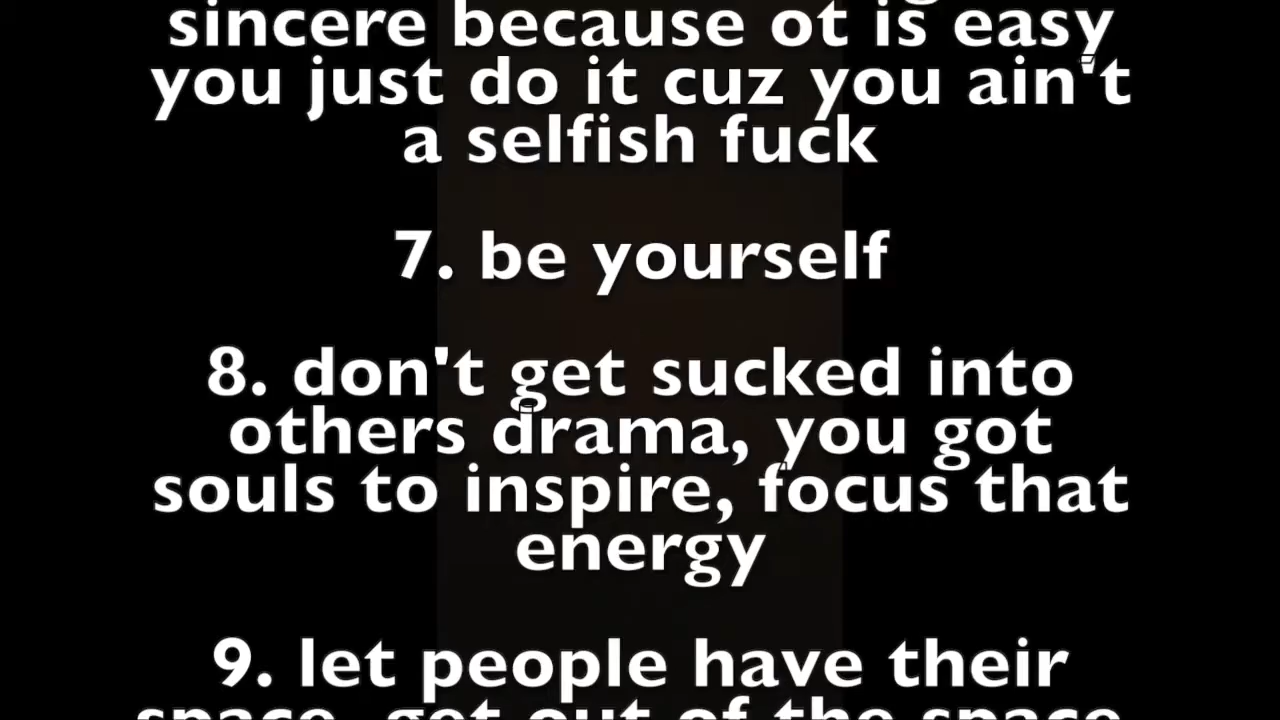 sincere because ot is easy
you just do it cuz you ain't
a selfish fuck
7. be yourself
8. don't get sucked into
others drama, you got
souls to inspire, focus that
energy
9. let people have their
space, get out of the space